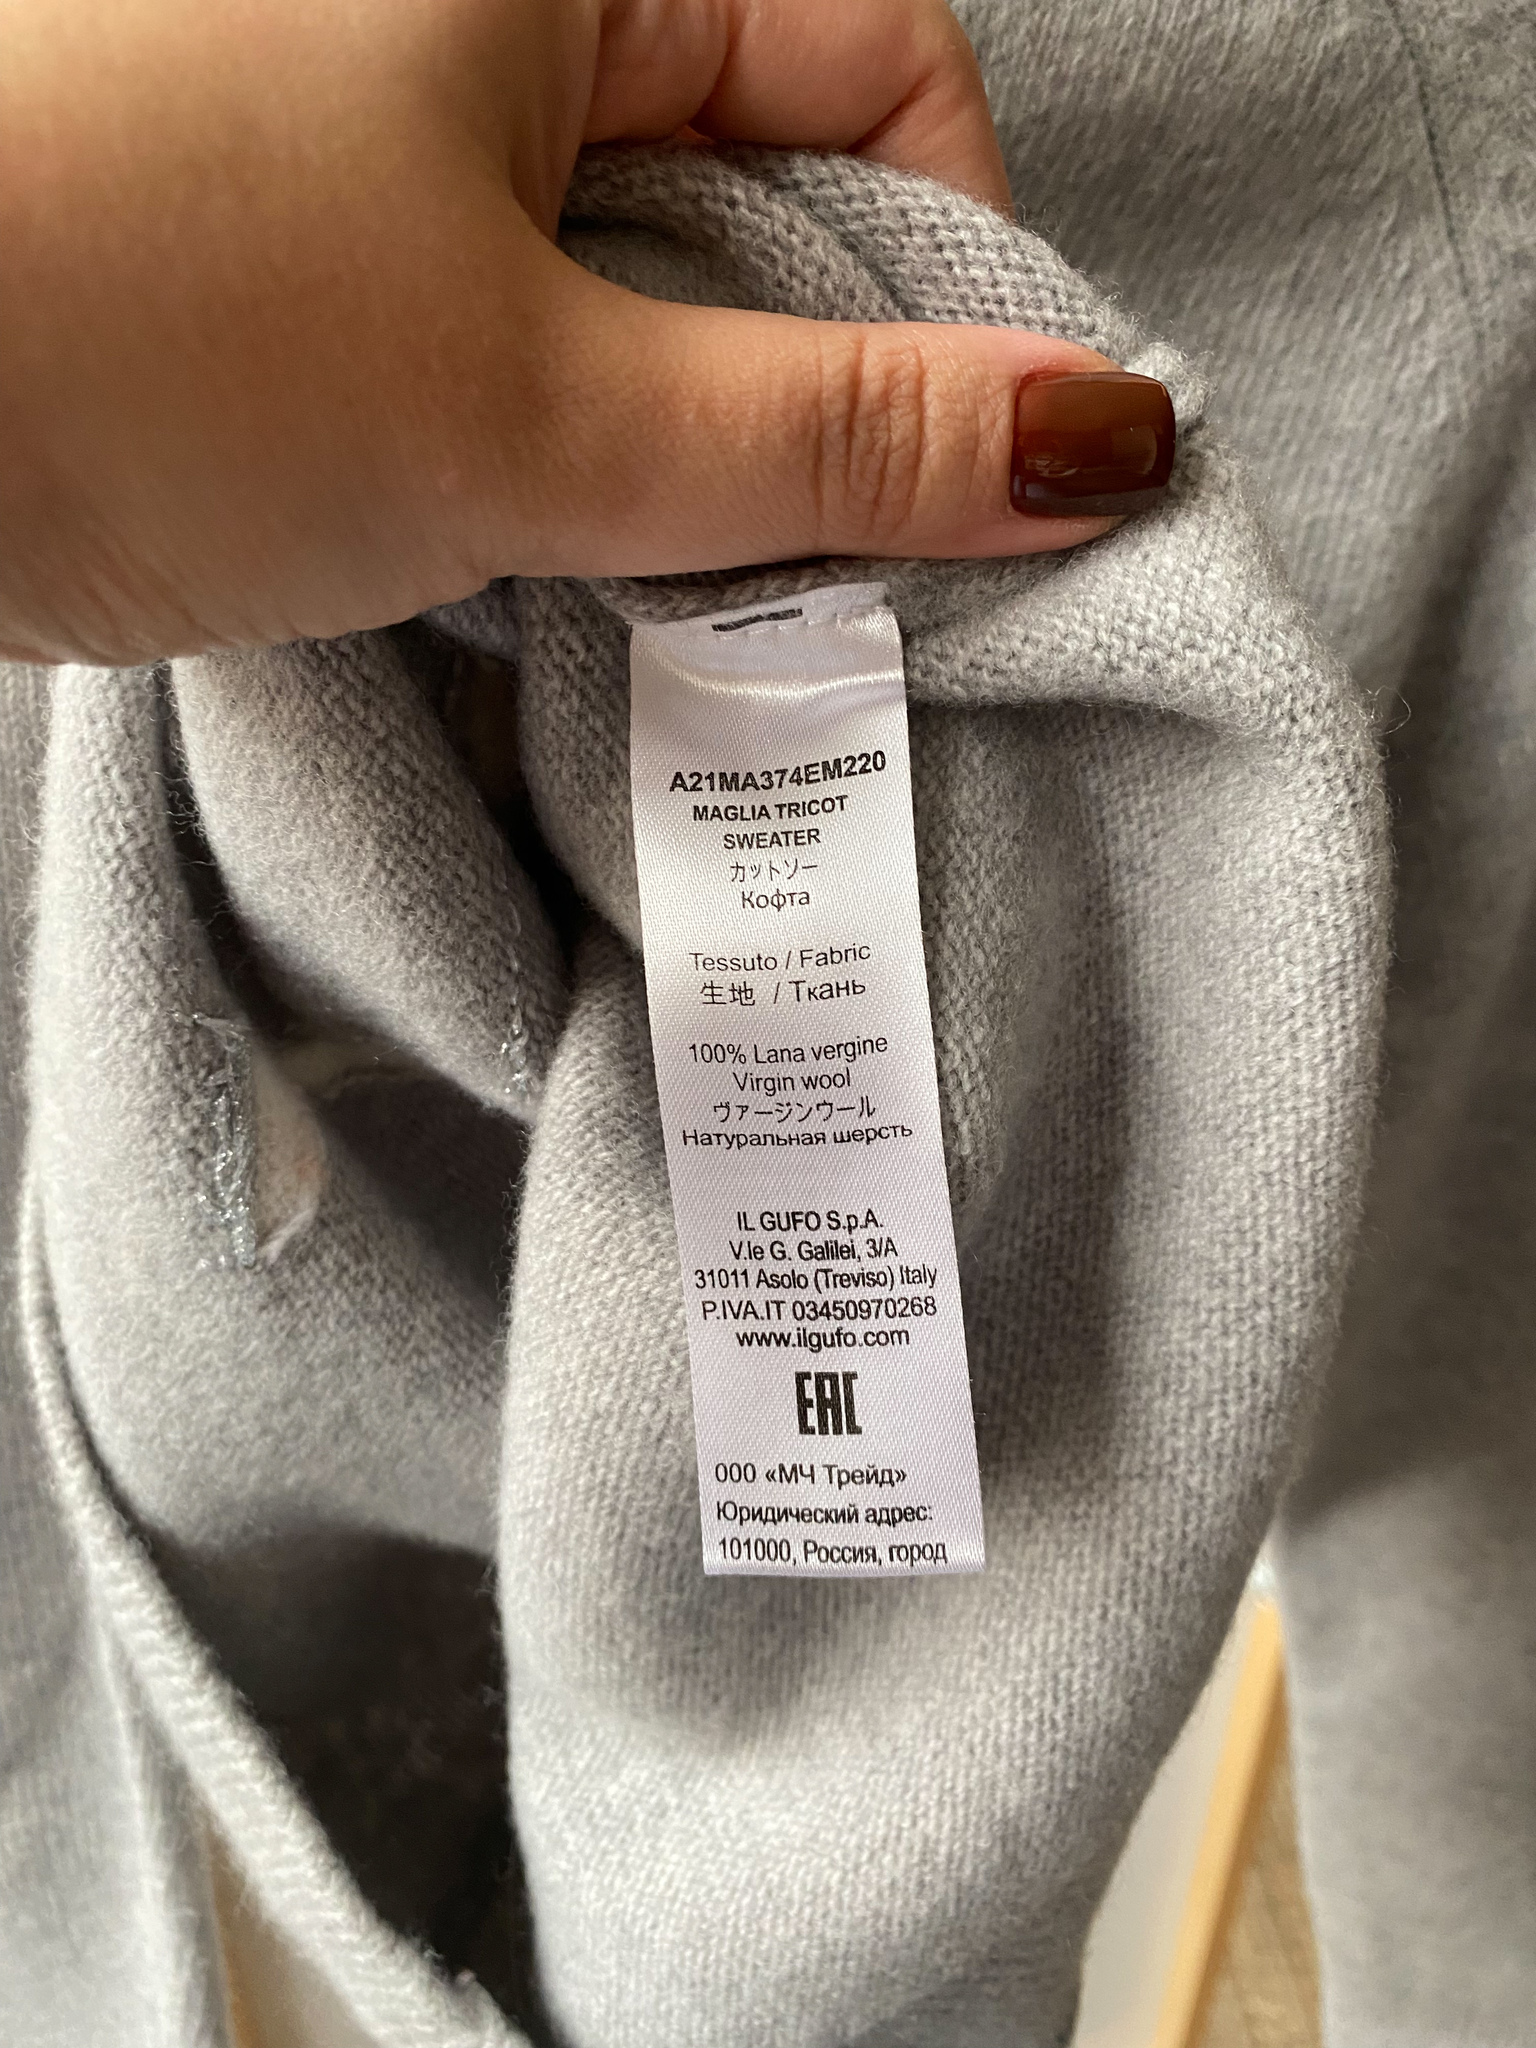 A21MA374EM220
MAGLIA TRICOT
SWEATER
カットソー
Кофта
Tessuto / Fabric
生地 / Ткань
100% Lana vergine
Virgin wool
ヴァージンウール
Натуральная шерсть
IL GUFO S.p.A.
V.le G. Galilei, 3/A
31011 Asolo (Treviso) Italy
P.IVA.IT 03450970268
www.ilgufo.com
EAC
ООО «МЧ Трейд»
Юридический адрес:
101000, Россия, город